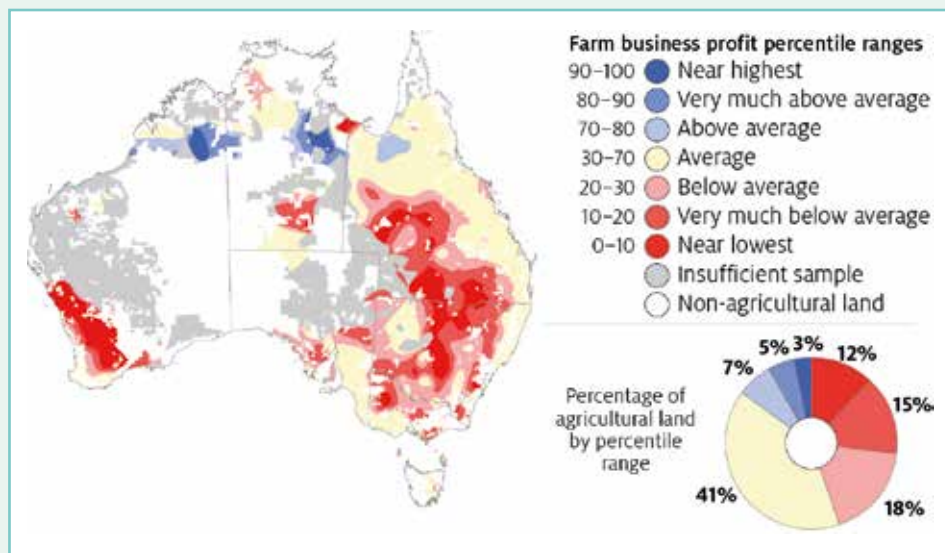 Farm business profit percentile ranges
90–100 Near highest
80–90 Very much above average
70–80 Above average
30–70 Average
20–30 Below average
10–20 Very much below average
0–10 Near lowest
Insufficient sample
Non-agricultural land
Percentage of
agricultural land
by percentile
range
7%
5%
3%
12%
15%
18%
41%